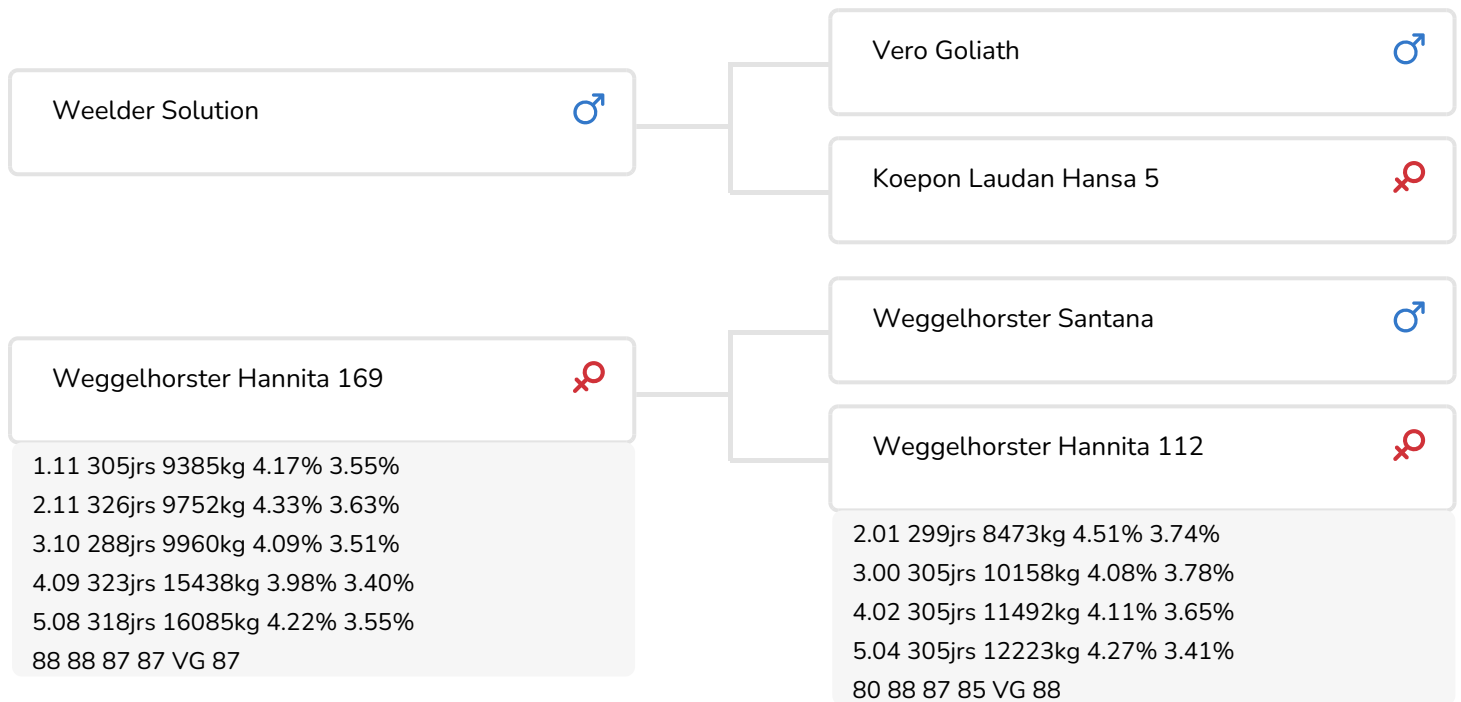 Weelder Solution
Vero Goliath
Koepon Laudan Hansa 5
Weggelhorster Hannita 169
1.11 305jrs 9385kg 4.17% 3.55%
2.11 326jrs 9752kg 4.33% 3.63%
3.10 288jrs 9960kg 4.09% 3.51%
4.09 323jrs 15438kg 3.98% 3.40%
5.08 318jrs 16085kg 4.22% 3.55%
88 88 87 87 VG 87
Weggelhorster Santana
Weggelhorster Hannita 112
2.01 299jrs 8473kg 4.51% 3.74%
3.00 305jrs 10158kg 4.08% 3.78%
4.02 305jrs 11492kg 4.11% 3.65%
5.04 305jrs 12223kg 4.27% 3.41%
80 88 87 85 VG 88